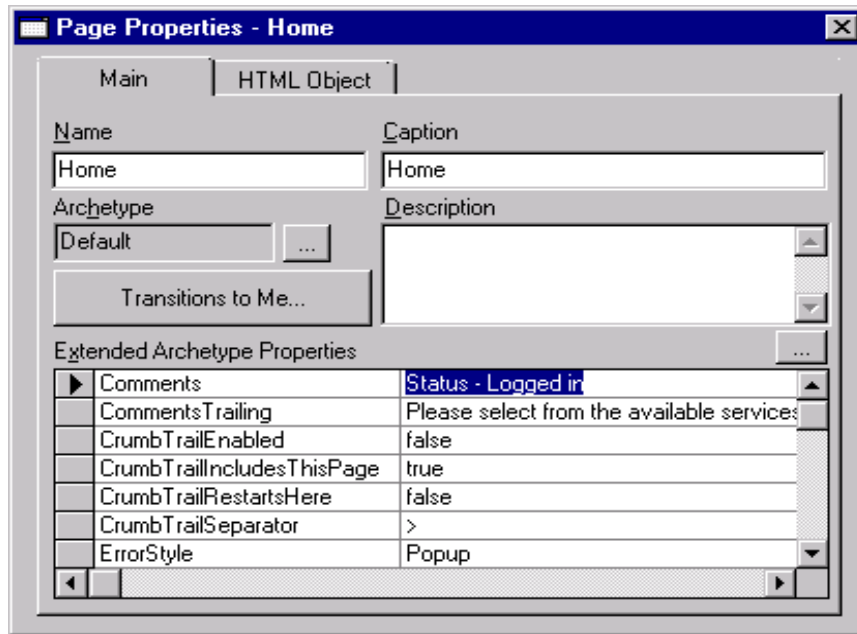 Page Properties - Home
Main HTML Object
Name Caption
Home Home
Archetype Description
Default ...
Transitions to Me...
Extended Archetype Properties ...
Comments Status - Logged in
CommentsTrailing Please select from the available services
CrumbTrailEnabled false
CrumbTrailIncludesThisPage true
CrumbTrailRestartsHere false
CrumbTrailSeparator >
ErrorStyle Popup